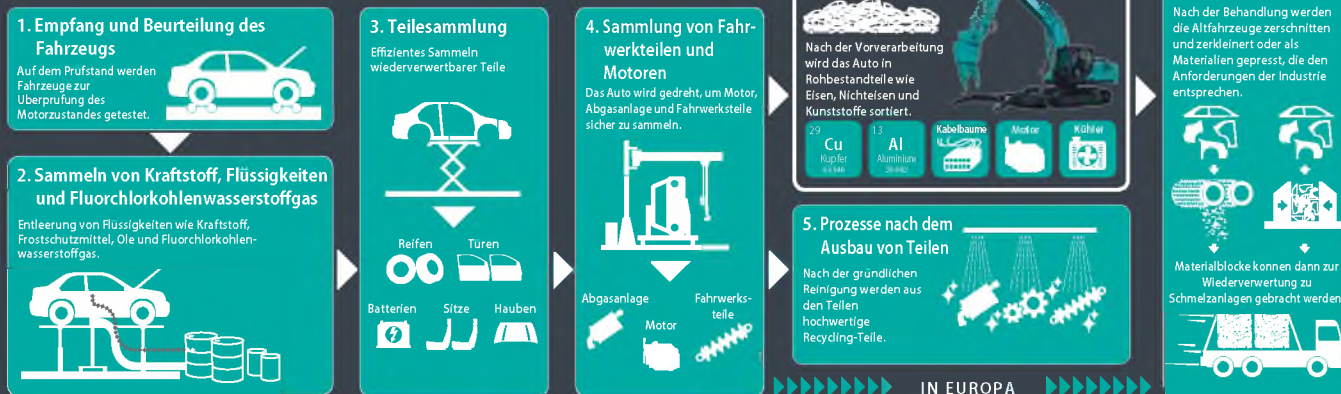 1. Empfang und Beurteilung des
Fahrzeugs
Auf dem Prufstand werden
Fahrzeuge zur
Uberprufung des
Motorzustandes getestet.
2. Sammeln von Kraftstoff, Flüssigkeiten
und Fluorchlorkohlenwasserstoffgas
Entleerung von Flüssigkeiten wie Kraftstoff,
Frostschutzmittel, Ole und Fluorchlorkohlen-
wasserstoffgas.
3. Teilesammlung
Effizientes Sammeln
wiederverwertbarer Teile
Reifen
Türen
Batterien
Sitze
Hauben
4. Sammlung von Fahr-
werkteilen und
Motoren
Das Auto wird gedreht, um Motor,
Abgasanlage und Fahrwerksteile
sicher zu sammeln.
Abgasanlage
Motor
Fahrwerks-
teile
Nach der Vorverarbeitung
wird das Auto in
Rohbestandteile wie
Eisen, Nichteisen und
Kunststoffe sortiert.
29
Cu
Kupfer
13
Al
Aluminium
Kabelbaume
Motor
Kühler
5. Prozesse nach dem
Ausbau von Teilen
Nach der gründlichen
Reinigung werden aus
den Teilen
hochwertige
Recycling-Teile.
IN EUROPA
Nach der Behandlung werden
die Altfahrzeuge zerschnitten
und zerkleinert oder als
Materialien gepresst, die den
Anforderungen der Industrie
entsprechen.
Materialblocke konnen dann zur
Wiederverwertung zu
Schmelzanlagen gebracht werden